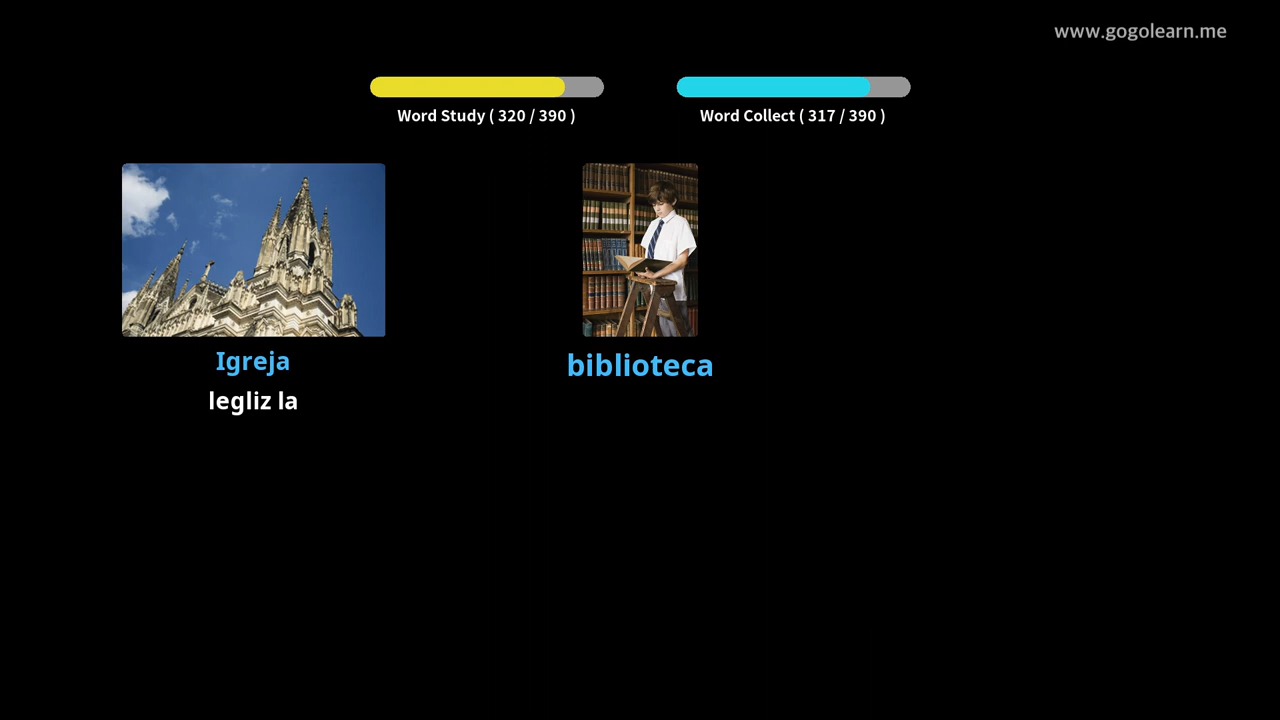 www.gogolearn.me
Word Study ( 320 / 390 )
Word Collect ( 317 / 390 )
Igreja
legliz la
biblioteca